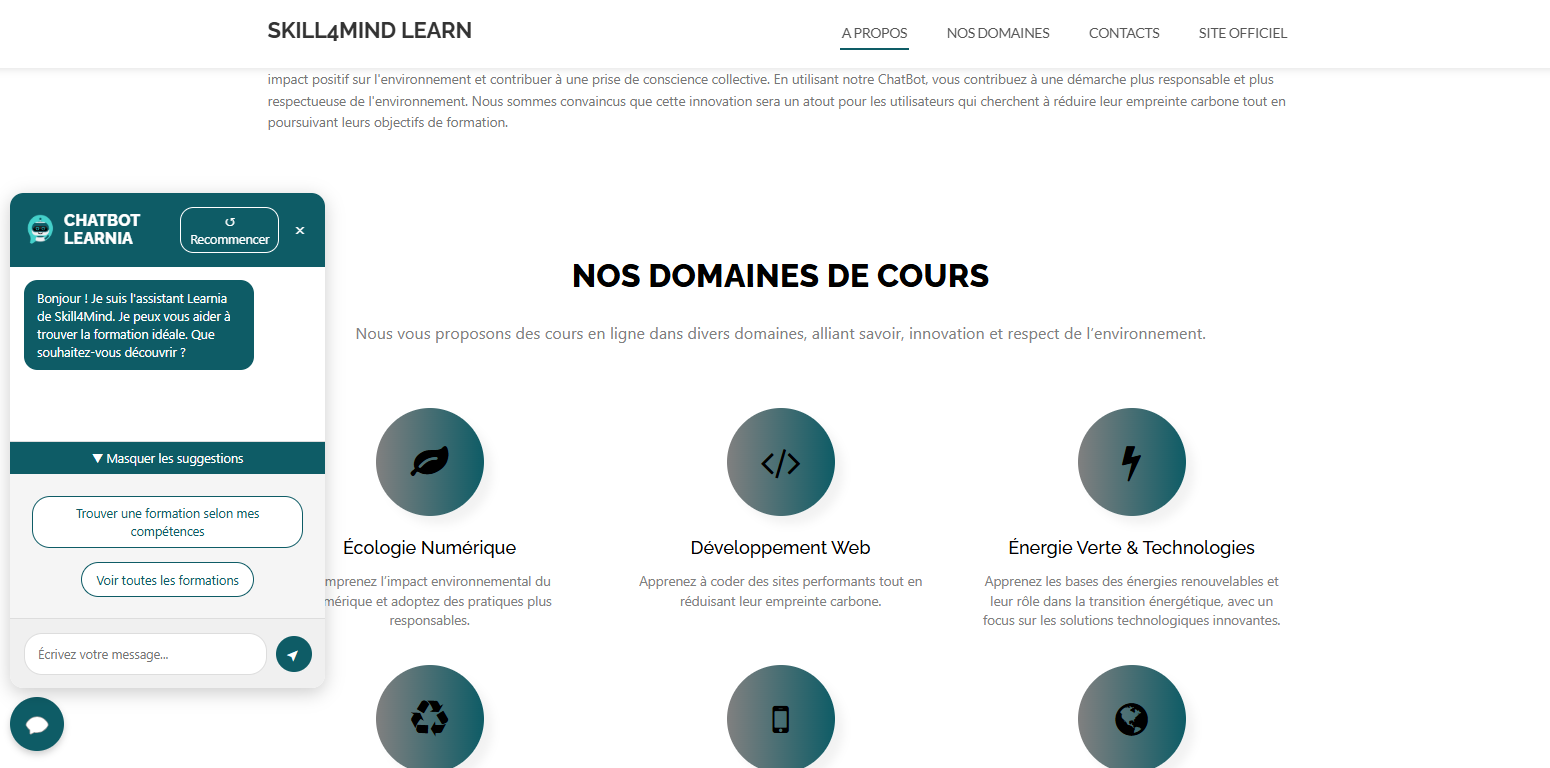 SKILL4MIND LEARN
A PROPOS
NOS DOMAINES
CONTACTS
SITE OFFICIEL
impact positif sur l'environnement et contribuer à une prise de conscience collective. En utilisant notre ChatBot, vous contribuez à une démarche plus responsable et plus
respectueuse de l'environnement. Nous sommes convaincus que cette innovation sera un atout pour les utilisateurs qui cherchent à réduire leur empreinte carbone tout en
poursuivant leurs objectifs de formation.
CHATBOT
LEARNIA
↺
Recommencer
×
Bonjour ! Je suis l'assistant Learnia
de Skill4Mind. Je peux vous aider à
trouver la formation idéale. Que
souhaitez-vous découvrir ?
▼ Masquer les suggestions
Trouver une formation selon mes
compétences
Voir toutes les formations
Écrivez votre message...
NOS DOMAINES DE COURS
Nous vous proposons des cours en ligne dans divers domaines, alliant savoir, innovation et respect de l’environnement.
Écologie Numérique
mprenez l’impact environnemental du
mérique et adoptez des pratiques plus
responsables.
Développement Web
Apprenez à coder des sites performants tout en
réduisant leur empreinte carbone.
Énergie Verte & Technologies
Apprenez les bases des énergies renouvelables et
leur rôle dans la transition énergétique, avec un
focus sur les solutions technologiques innovantes.